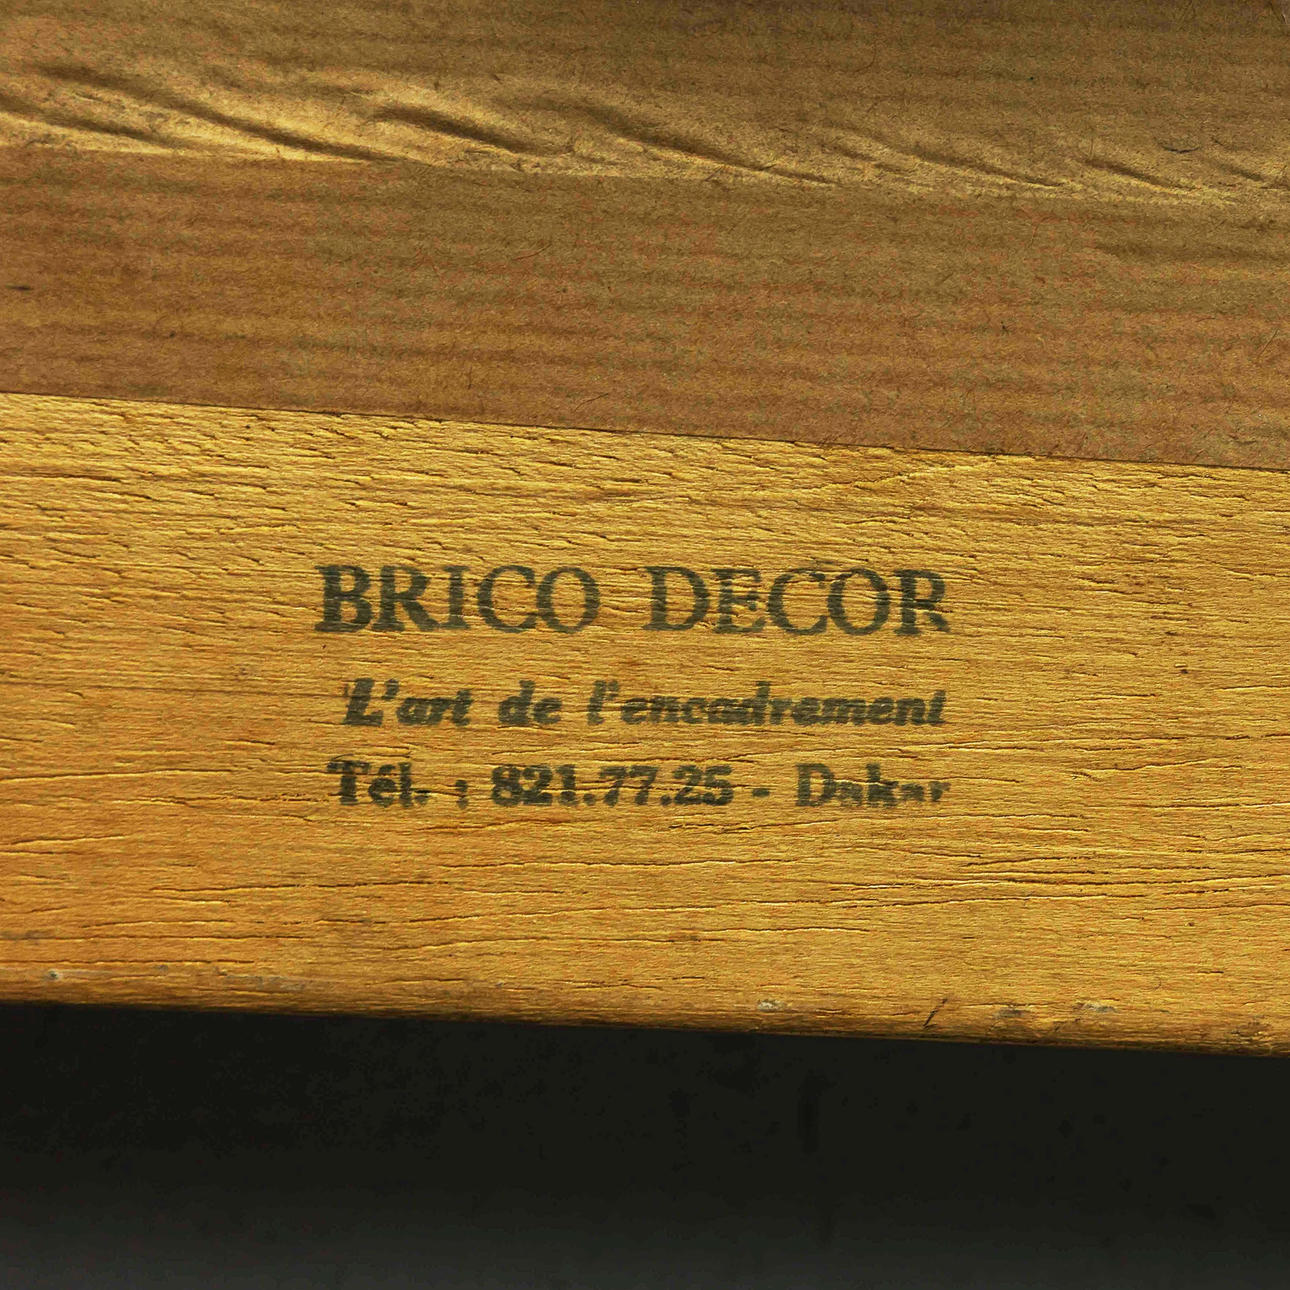 BRICO DECOR
L'art de l'encadrement
Tél. : 821.77.25 - Dakar